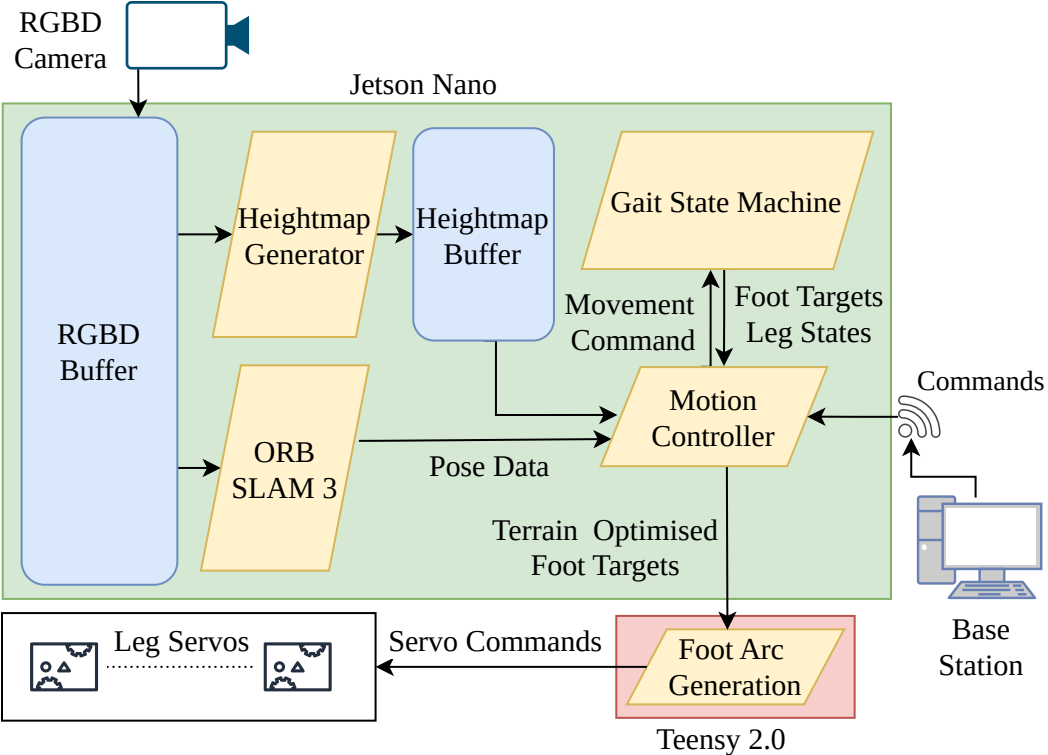 RGBD
Camera
Jetson Nano
RGBD
Buffer
Heightmap
Generator
Heightmap
Buffer
Gait State Machine
Movement
Command
Foot Targets
Leg States
ORB
SLAM 3
Pose Data
Motion
Controller
Commands
Terrain Optimised
Foot Targets
Base
Station
Leg Servos
Servo Commands
Foot Arc
Generation
Teensy 2.0